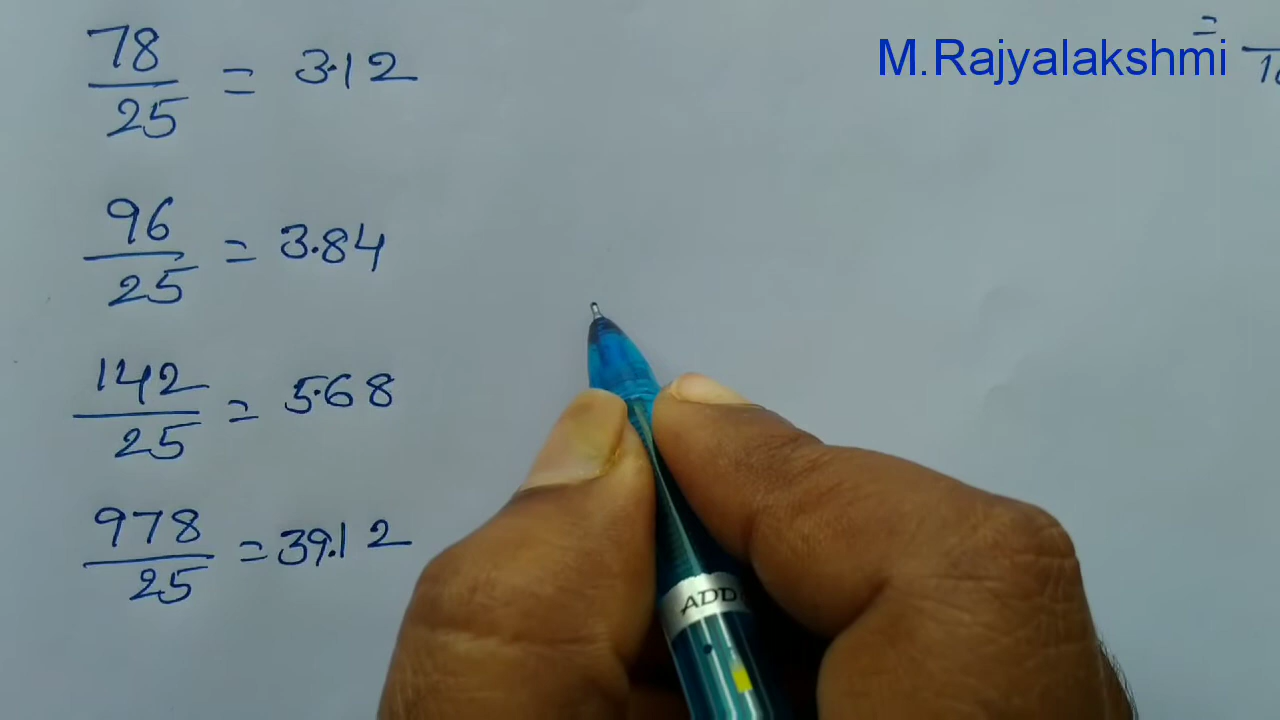 78/25 = 3.12
M.Rajyalakshmi
=
96/25 = 3.84
142/25 = 5.68
978/25 = 39.12
ADD